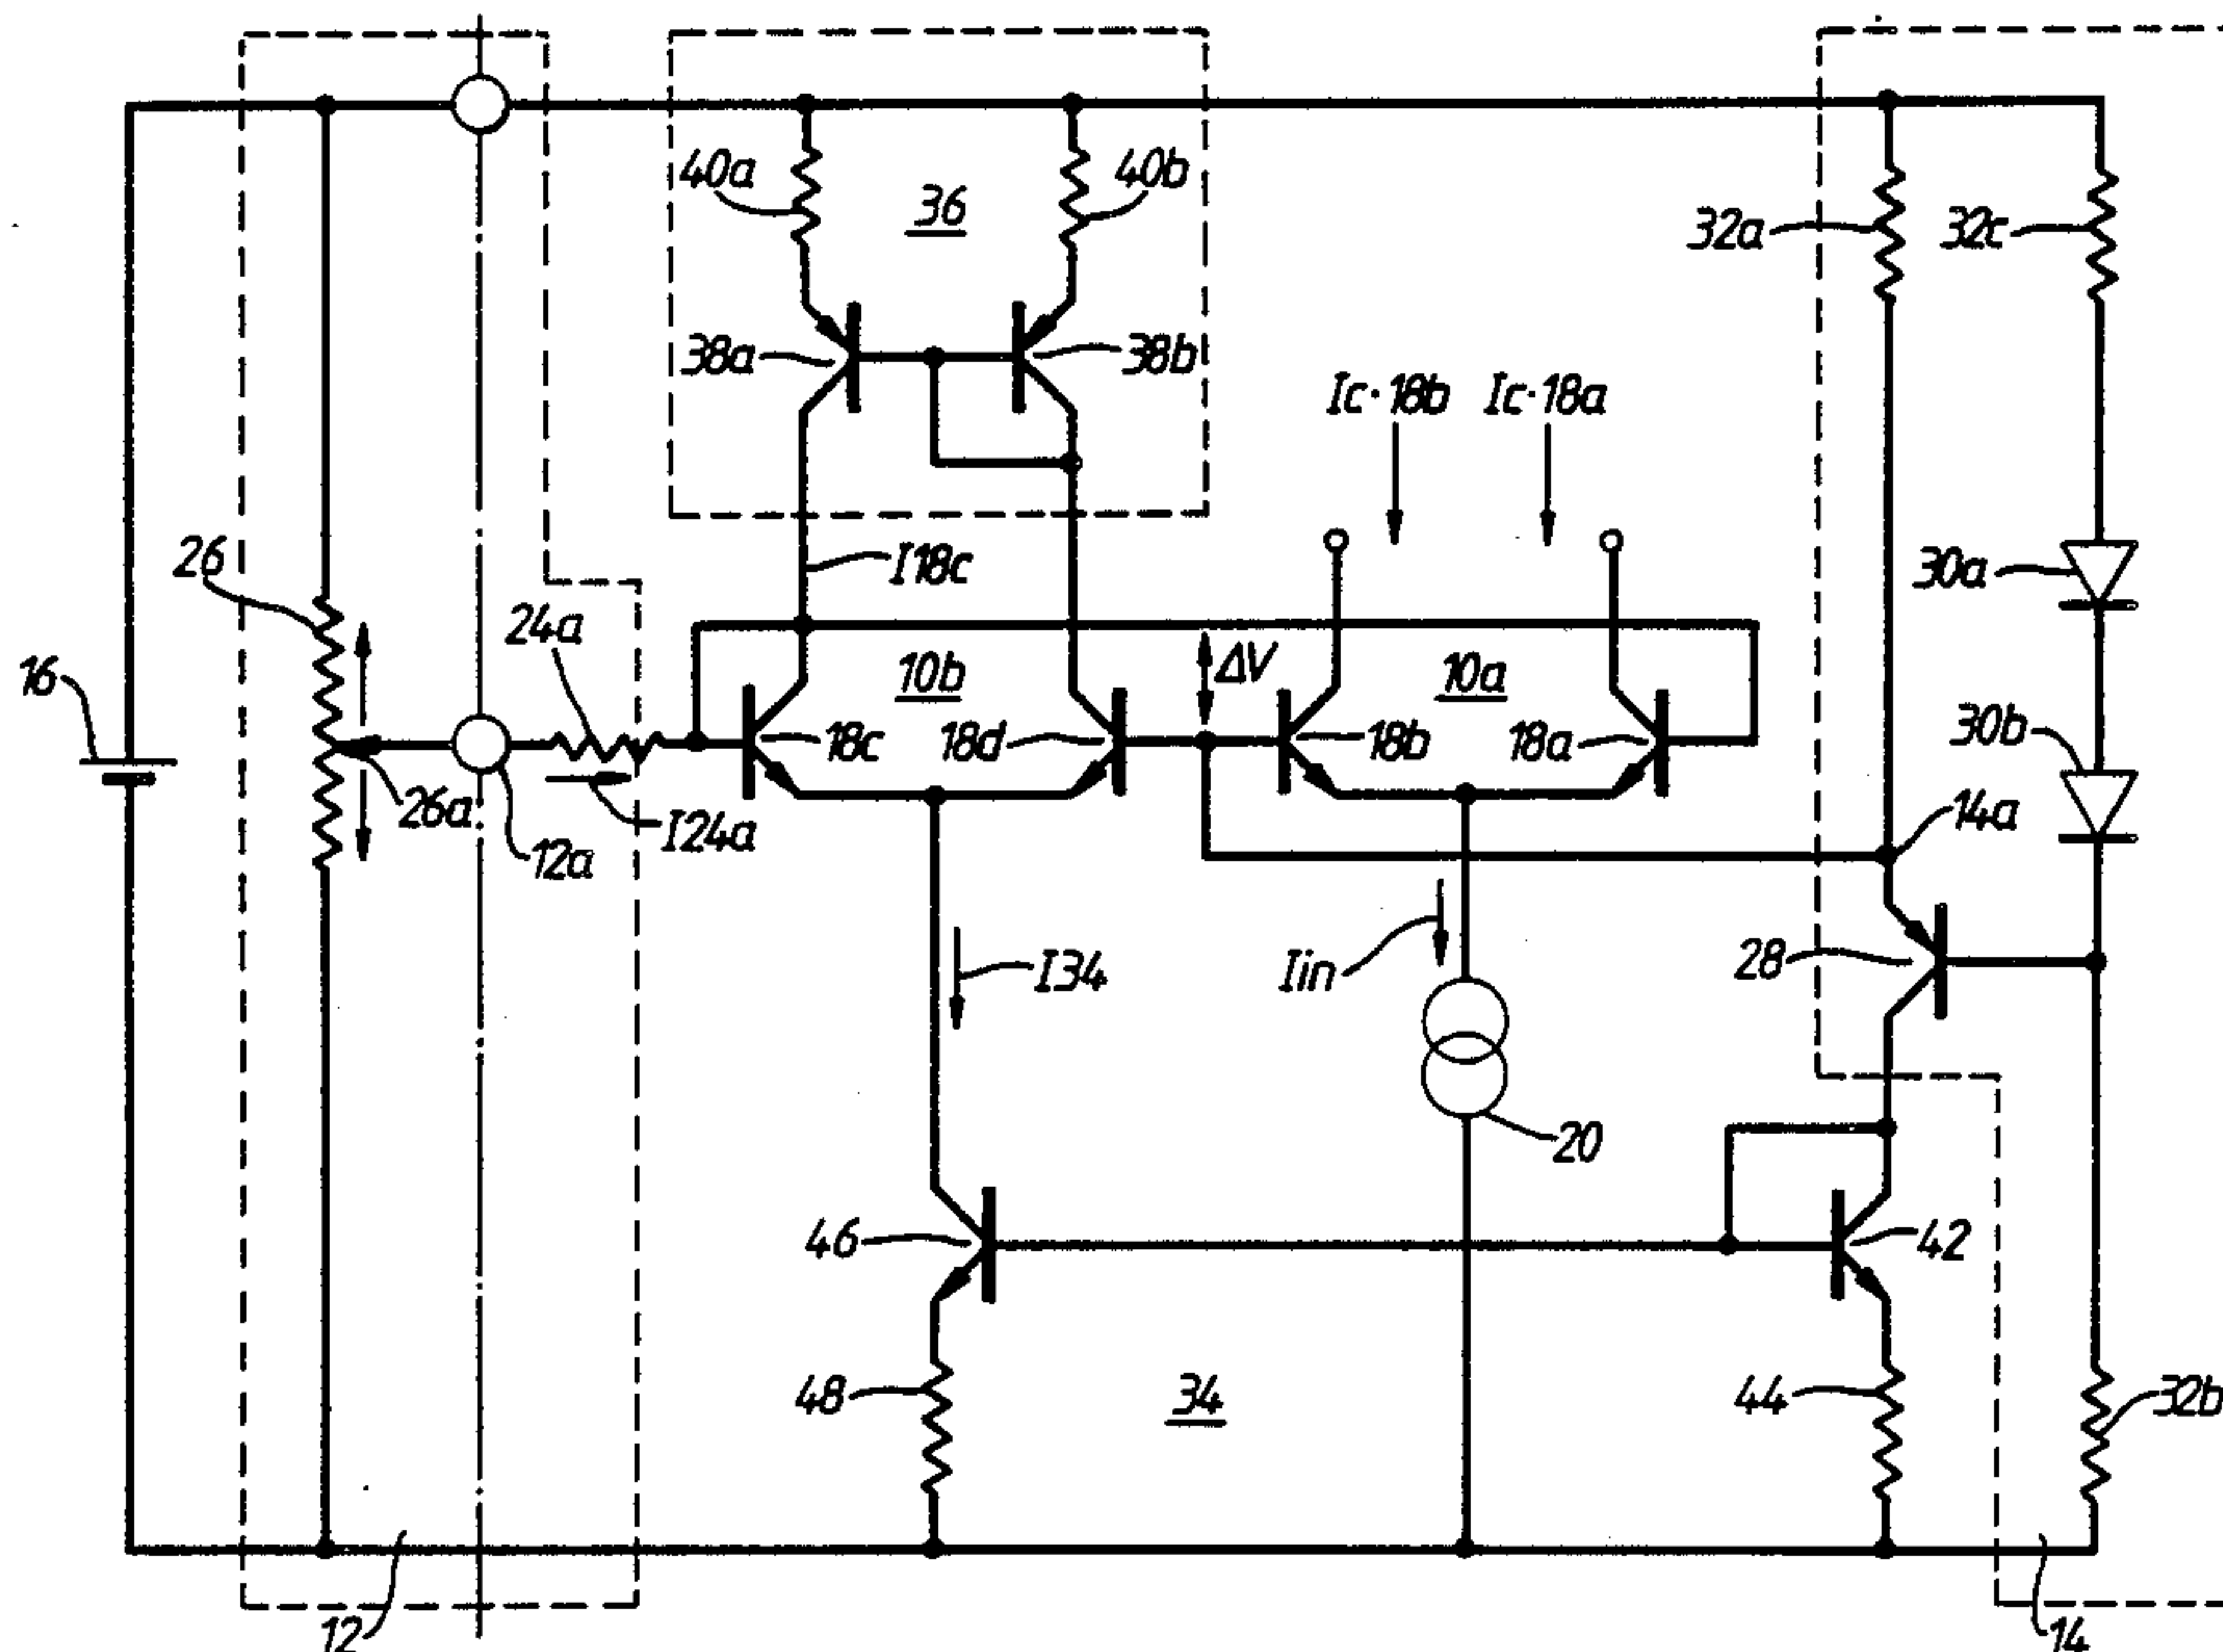 40a
36
40b
32a
32c
38a
38b
Ic·18b
Ic·18a
26
24a
I18c
30a
16
10b
ΔV
10a
18c
18d
18b
18a
30b
26a
I24a
12a
14a
I34
Iin
28
20
46
42
48
34
44
32b
12
14